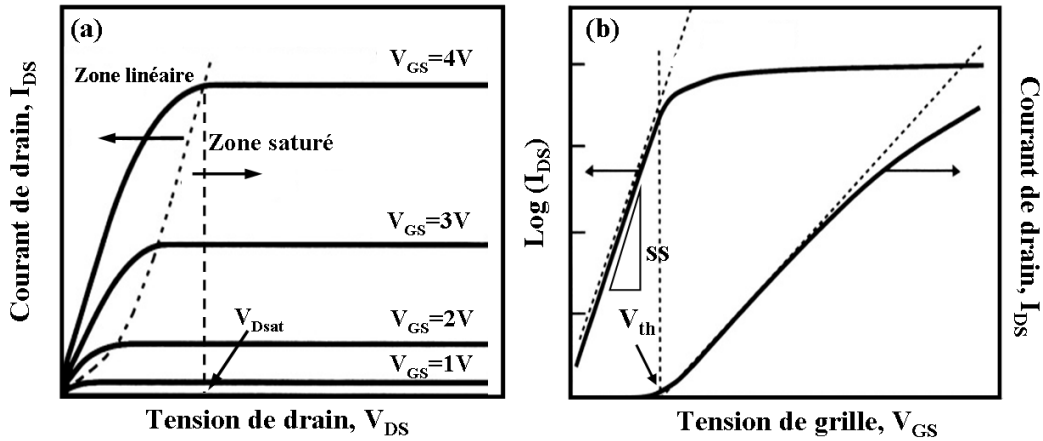 (a)
Courant de drain, I_DS
Zone linéaire
V_GS=4V
Zone saturé
V_GS=3V
V_Dsat
V_GS=2V
V_GS=1V
Tension de drain, V_DS
(b)
Log (I_DS)
SS
V_th
Courant de drain, I_DS
Tension de grille, V_GS